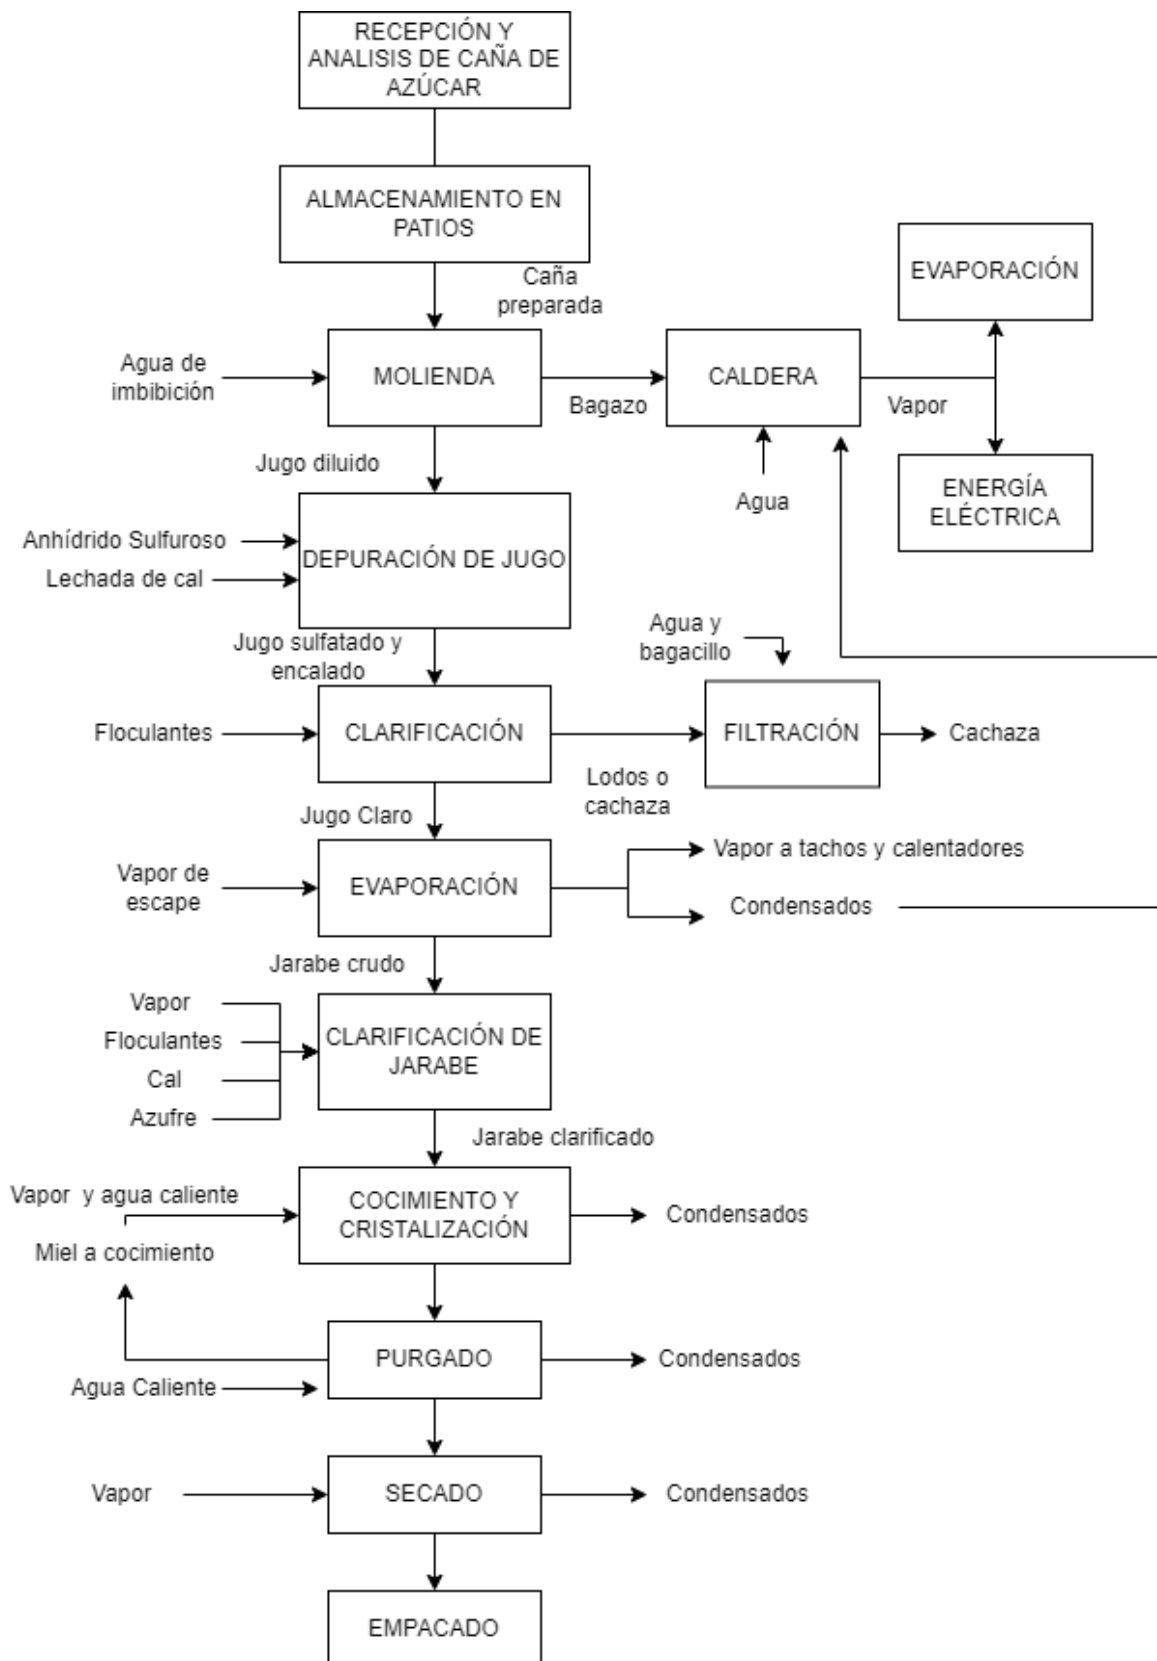 RECEPCIÓN Y
ANALISIS DE CAÑA DE
AZÚCAR
ALMACENAMIENTO EN
PATIOS
Caña
preparada
EVAPORACIÓN
Agua de
imbibición
MOLIENDA
Bagazo
CALDERA
Vapor
Agua
ENERGÍA
ELÉCTRICA
Jugo diluido
Anhídrido Sulfuroso
Lechada de cal
DEPURACIÓN DE JUGO
Jugo sulfatado y
encalado
Agua y
bagacillo
Floculantes
CLARIFICACIÓN
Lodos o
cachaza
FILTRACIÓN
Cachaza
Jugo Claro
Vapor de
escape
EVAPORACIÓN
Vapor a tachos y calentadores
Condensados
Jarabe crudo
Vapor
Floculantes
Cal
Azufre
CLARIFICACIÓN DE
JARABE
Jarabe clarificado
Vapor y agua caliente
Miel a cocimiento
COCIMIENTO Y
CRISTALIZACIÓN
Condensados
PURGADO
Condensados
Agua Caliente
Vapor
SECADO
Condensados
EMPACADO